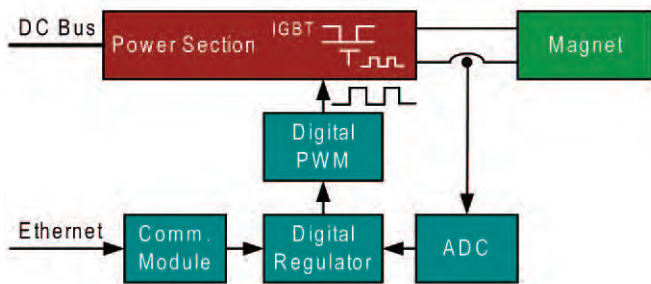 DC Bus
Power Section
IGBT
Magnet
Digital
PWM
Ethernet
Comm.
Module
Digital
Regulator
ADC